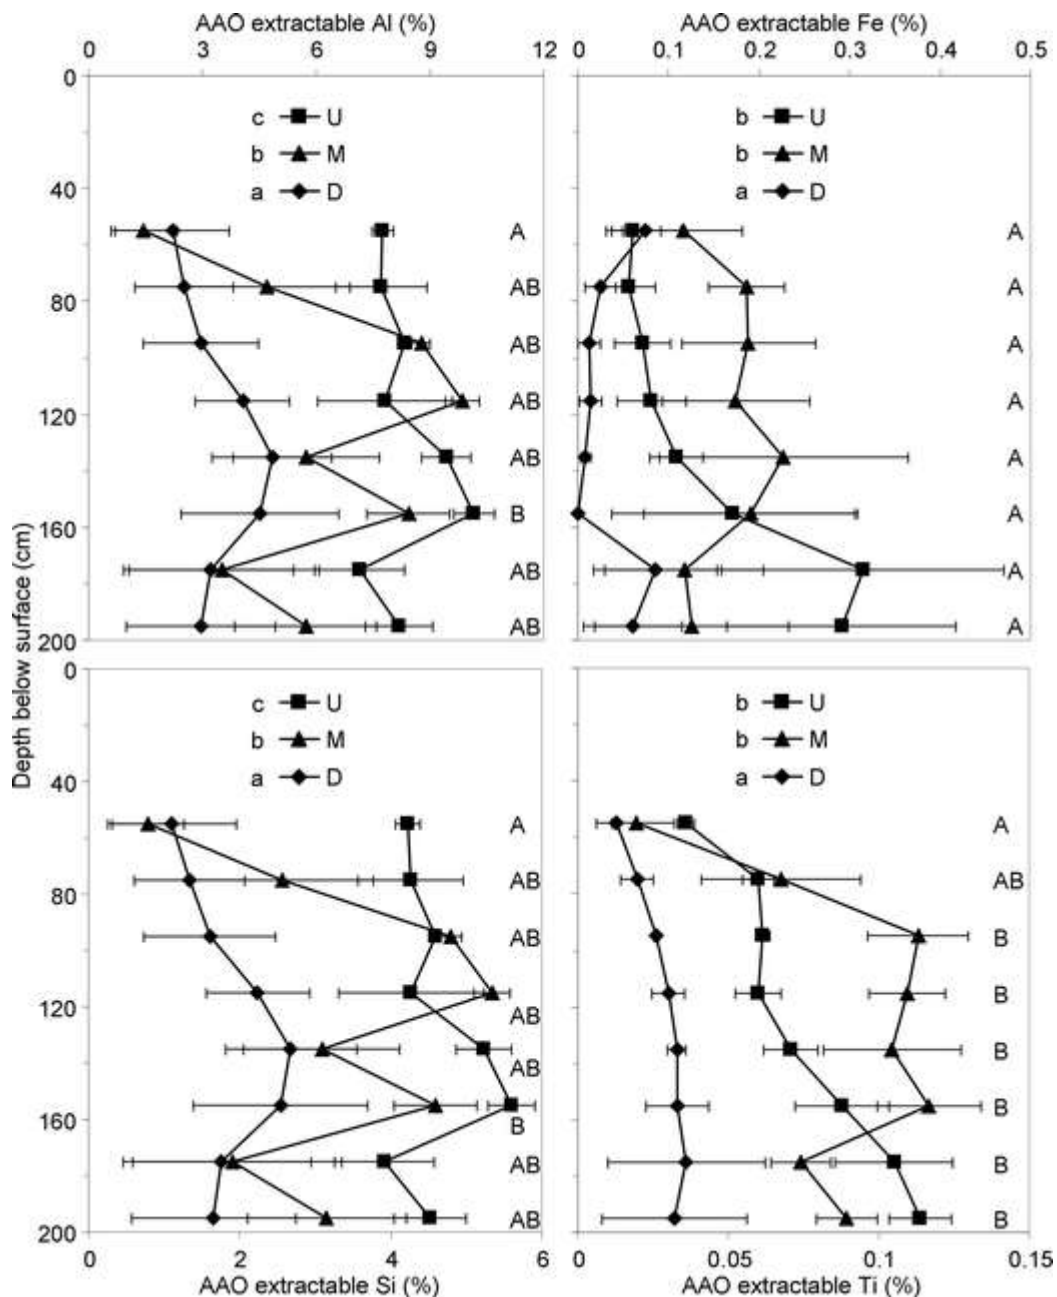 AAO extractable Al (%)
0 3 6 9 12
AAO extractable Fe (%)
0 0.1 0.2 0.3 0.4 0.5
0
40
80
120
160
200
c U
b M
a D
A
AB
AB
AB
AB
B
AB
AB
b U
b M
a D
A
A
A
A
A
A
A
A
Depth below surface (cm)
0
40
80
120
160
200
c U
b M
a D
A
AB
AB
AB
AB
B
AB
AB
b U
b M
a D
A
AB
B
B
B
B
B
B
0 2 4 6
AAO extractable Si (%)
0 0.05 0.1 0.15
AAO extractable Ti (%)